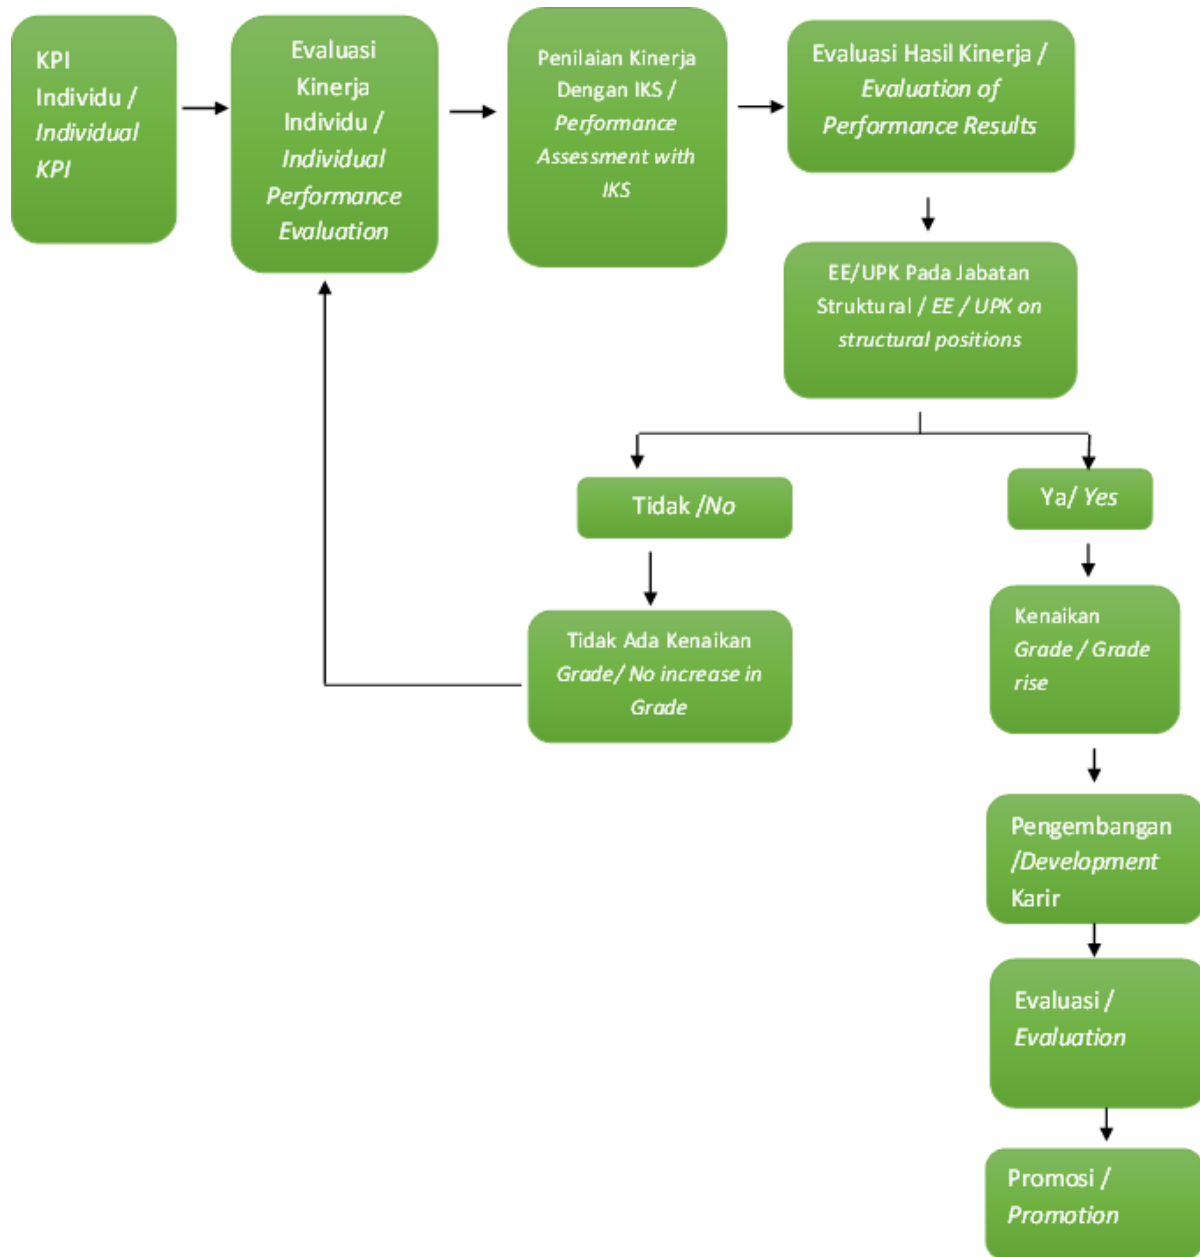 KPI
Individu /
Individual
KPI
Evaluasi
Kinerja
Individu /
Individual
Performance
Evaluation
Penilaian Kinerja
Dengan IKS /
Performance
Assessment with
IKS
Evaluasi Hasil Kinerja /
Evaluation of
Performance Results
EE/UPK Pada Jabatan
Struktural / EE / UPK on
structural positions
Tidak /No
Ya/ Yes
Tidak Ada Kenaikan
Grade/ No increase in
Grade
Kenaikan
Grade / Grade
rise
Pengembangan
/Development
Karir
Evaluasi /
Evaluation
Promosi /
Promotion